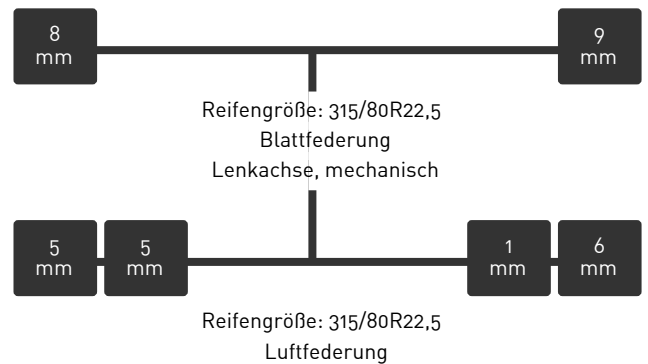 8
mm
9
mm
Reifengröße: 315/80R22,5
Blattfederung
Lenkachse, mechanisch
5
mm
5
mm
1
mm
6
mm
Reifengröße: 315/80R22,5
Luftfederung